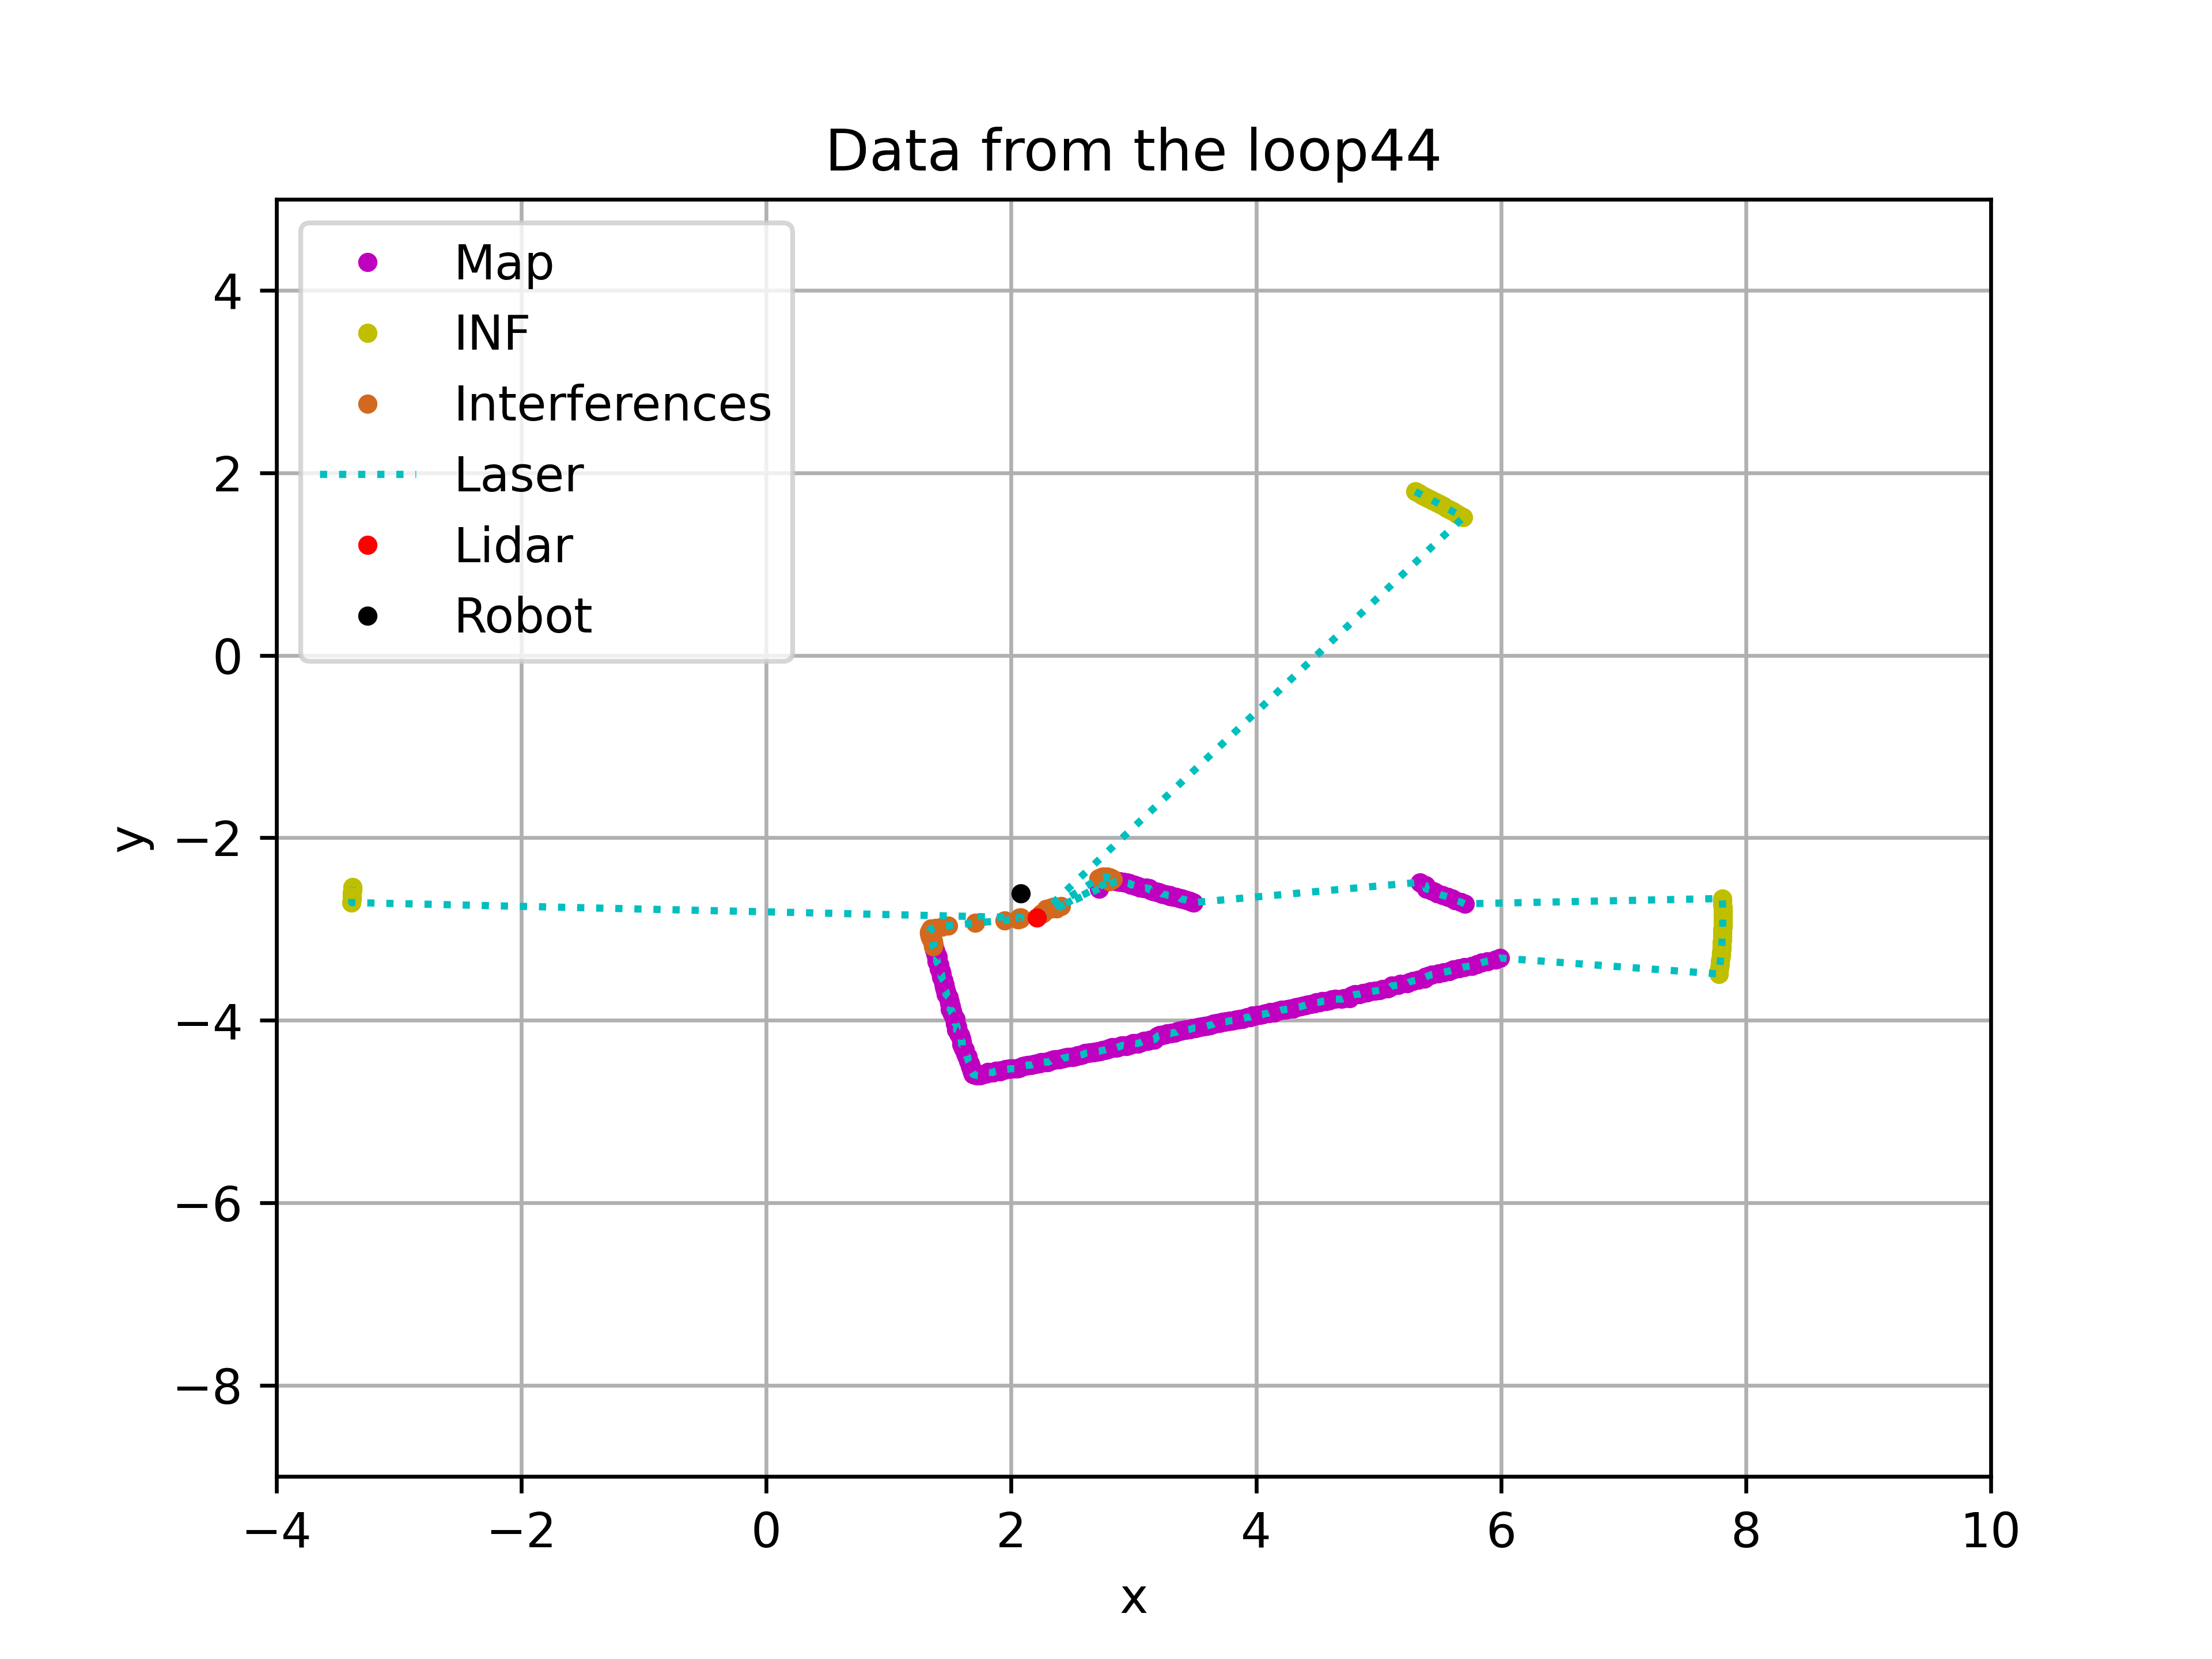 Data from the loop44
Map
INF
Interferences
Laser
Lidar
Robot
4
2
0
−2
−4
−6
−8
y
−4 −2 0 2 4 6 8 10
x